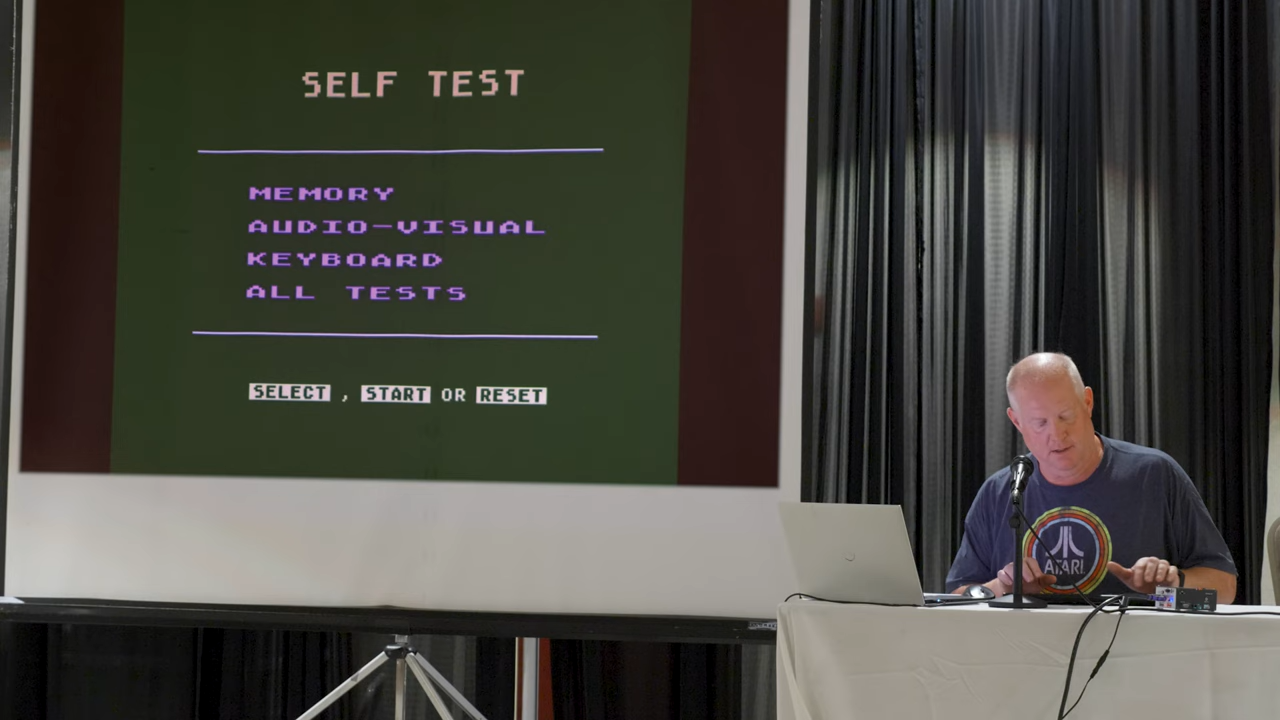 SELF TEST
MEMORY
AUDIO-VISUAL
KEYBOARD
ALL TESTS
SELECT, START OR RESET
ATARI